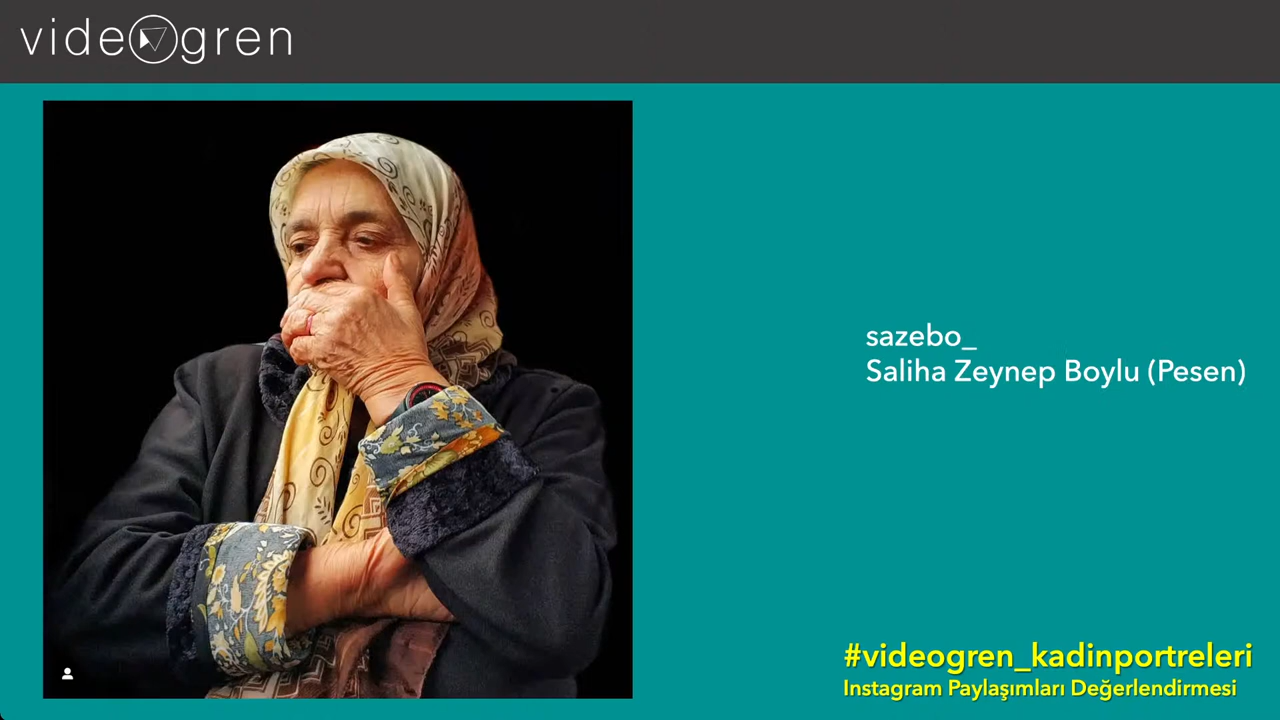 videogren
sazebo_
Saliha Zeynep Boylu (Pesen)
#videogren_kadinportreleri
Instagram Paylaşımları Değerlendirmesi